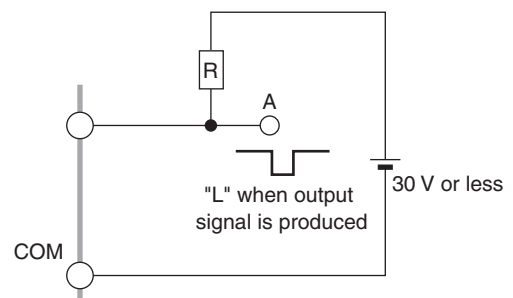 R
A
30 V or less
"L" when output
signal is produced
COM